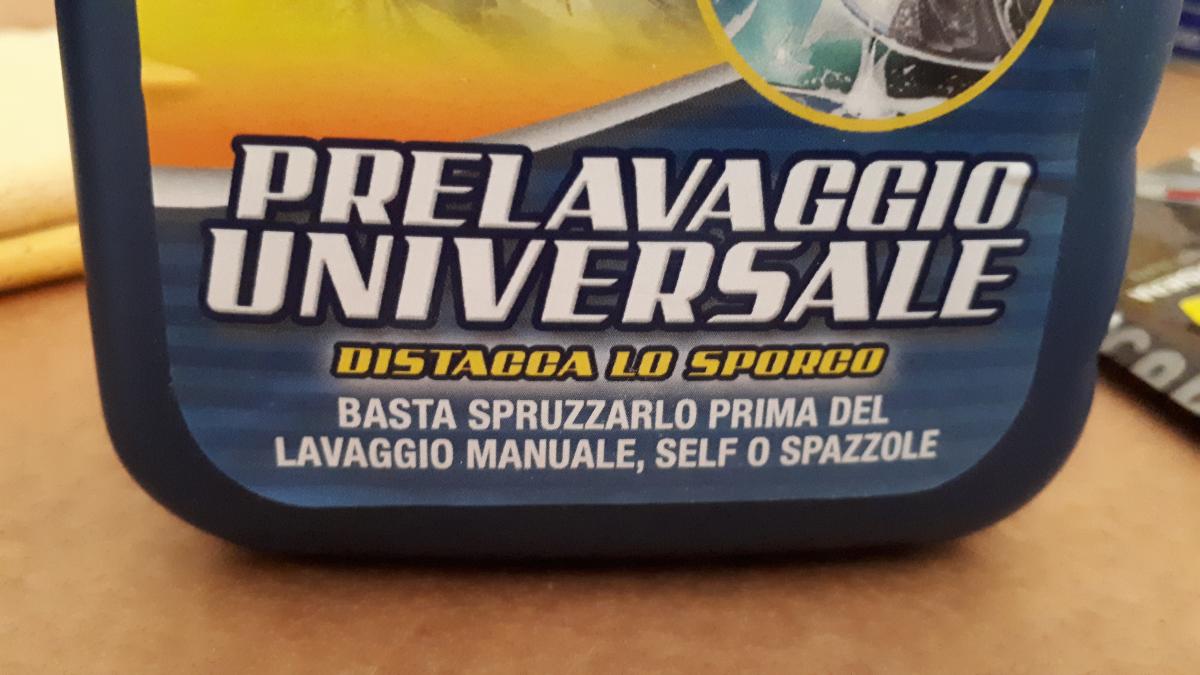 PRELAVAGGIO
UNIVERSALE
DISTACCA LO SPORCO
BASTA SPRUZZARLO PRIMA DEL
LAVAGGIO MANUALE, SELF O SPAZZOLE